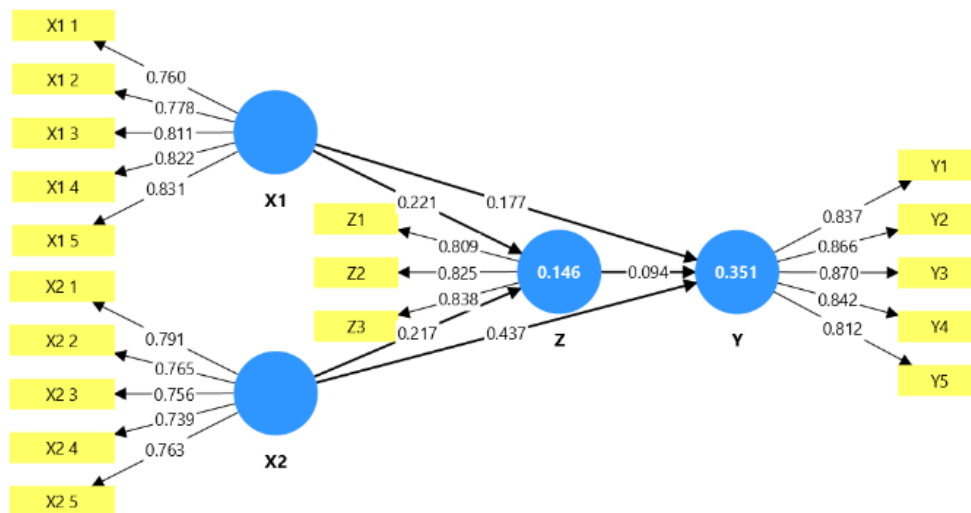 X1 1
X1 2
X1 3
X1 4
X1 5
0.760
0.778
0.811
0.822
0.831
X1
X2 1
X2 2
X2 3
X2 4
X2 5
0.791
0.765
0.756
0.739
0.763
X2
0.221
0.177
0.217
0.437
Z1
Z2
Z3
0.809
0.825
0.838
0.146
Z
0.094
0.351
Y
0.837
0.866
0.870
0.842
0.812
Y1
Y2
Y3
Y4
Y5